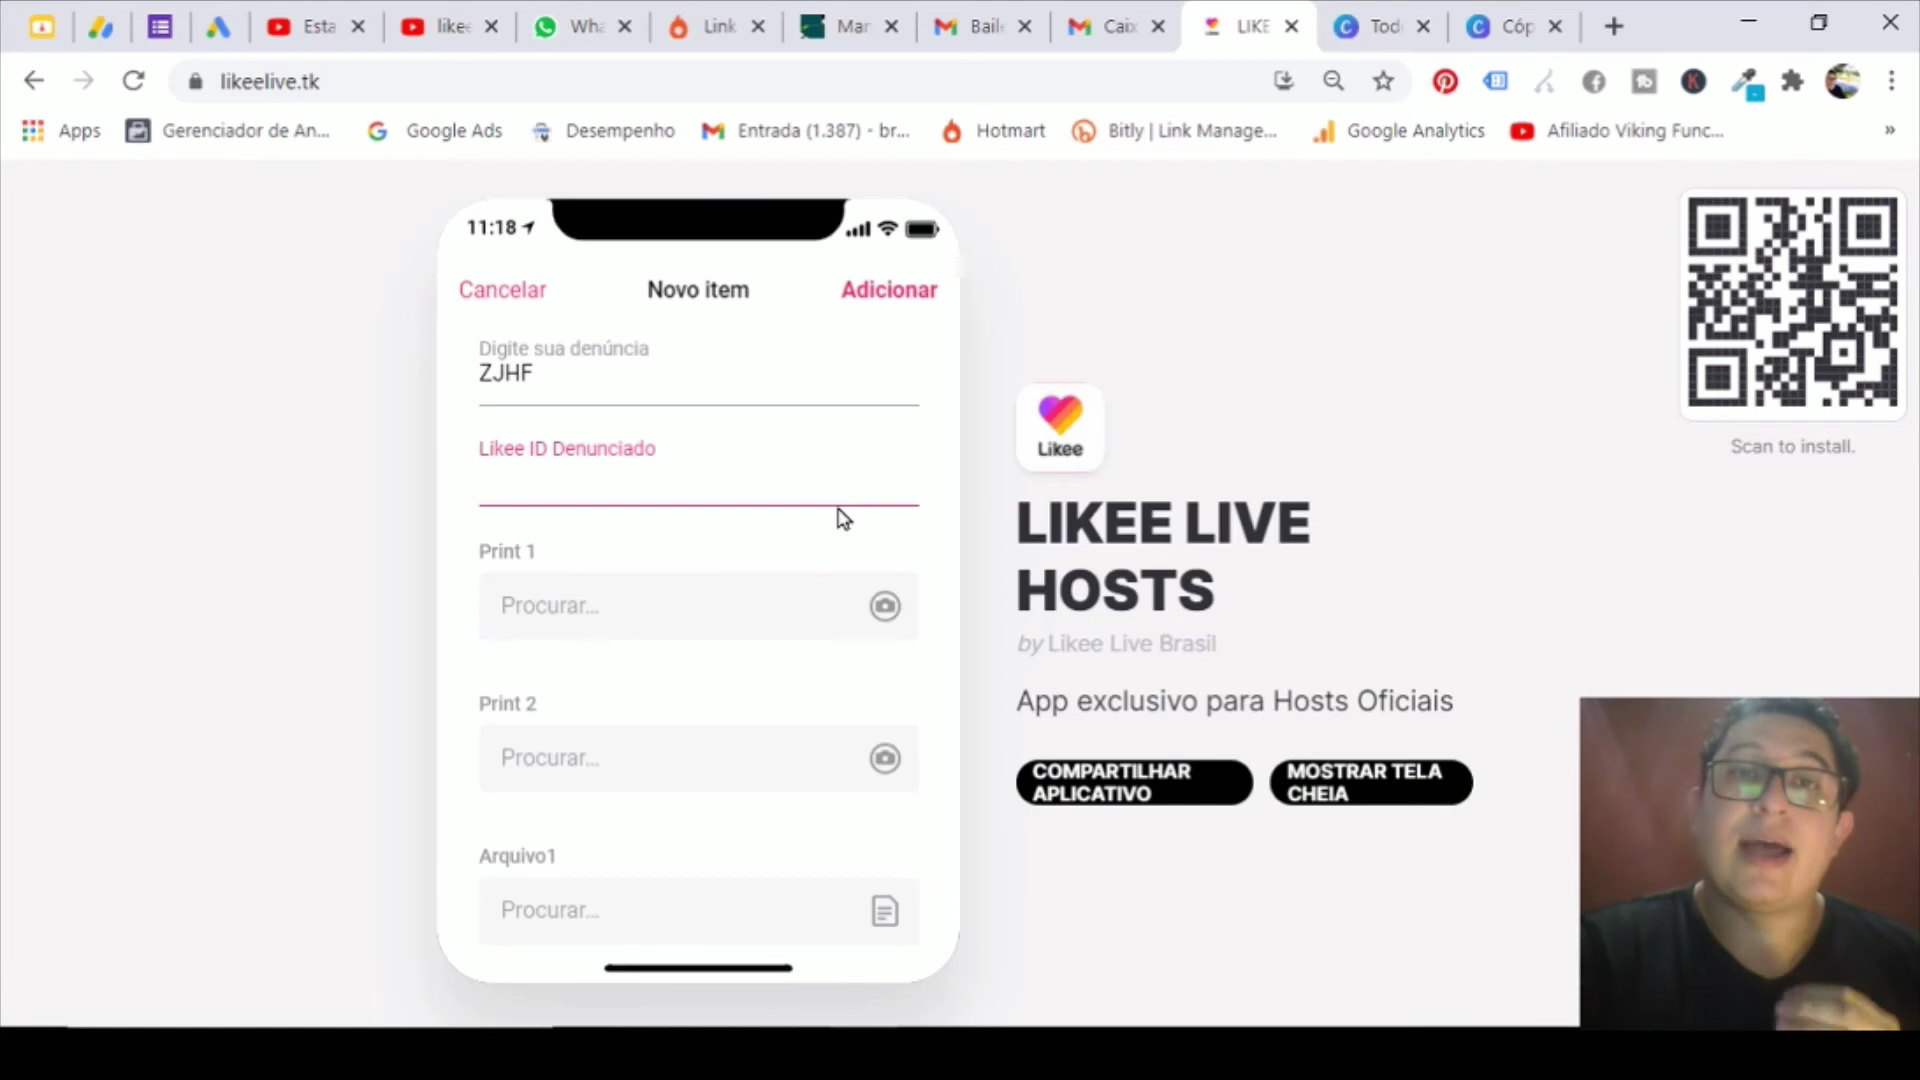 Esta
likee
Wha
Link
Mar
Baile
Caix
LIKE
Tod
Cóp
likeelive.tk
Apps
Gerenciador de An...
Google Ads
Desempenho
Entrada (1.387) - br...
Hotmart
Bitly | Link Manage...
Google Analytics
Afiliado Viking Func...
»
11:18
Cancelar
Novo item
Adicionar
Digite sua denúncia
ZJHF
Likee ID Denunciado
Print 1
Procurar...
Print 2
Procurar...
Arquivo1
Procurar...
Likee
LIKEE LIVE
HOSTS
by Likee Live Brasil
App exclusivo para Hosts Oficiais
COMPARTILHAR
APLICATIVO
MOSTRAR TELA
CHEIA
Scan to install.